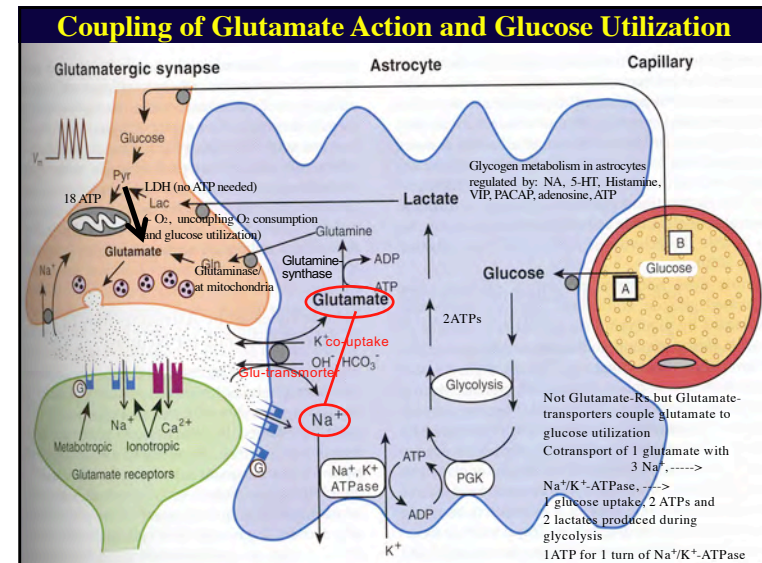 Coupling of Glutamate Action and Glucose Utilization
Glutamatergic synapse
Astrocyte
Capillary
Glucose
Vm
Pyr
18 ATP
LDH (no ATP needed)
Lac
O₂, uncoupling O₂ consumption
and glucose utilization)
Glutamate
Gln
Glutaminase/
at mitochondria
Na⁺
Glycogen metabolism in astrocytes
regulated by: NA, 5-HT, Histamine,
VIP, PACAP, adenosine, ATP
Lactate
Glutamine
Glutamine-
synthase
ADP
ATP
Glutamate
Glucose
B
Glucose
A
2ATPs
K⁺
co-uptake
OH⁻ HCO₃⁻
Glu-transmorter
Glycolysis
Na⁺
G
Na⁺
Ca²⁺
Metabotropic
Ionotropic
Glutamate receptors
G
Na⁺, K⁺
ATPase
ATP
ADP
PGK
K⁺
Not Glutamate-Rs but Glutamate-
transporters couple glutamate to
glucose utilization
Cotransport of 1 glutamate with
3 Na⁺, ----->
Na⁺/K⁺-ATPase, ---->
1 glucose uptake, 2 ATPs and
2 lactates produced during
glycolysis
1ATP for 1 turn of Na⁺/K⁺-ATPase